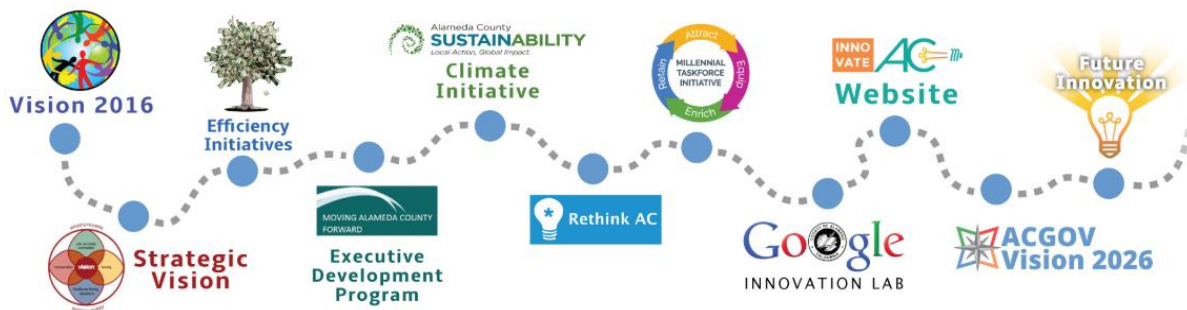 Vision 2016
vision
Strategic
Vision
Efficiency
Initiatives
MOVING ALAMEDA COUNTY
FORWARD
Executive
Development
Program
Alameda County
SUSTAINABILITY
Local Action, Global Impact.
Climate
Initiative
Rethink AC
Attract
Equip
Enrich
Retain
MILLENNIAL
TASKFORCE
INITIATIVE
Google
INNOVATION LAB
INNO
VATE
AC
Website
ACGOV
Vision 2026
Future
Innovation